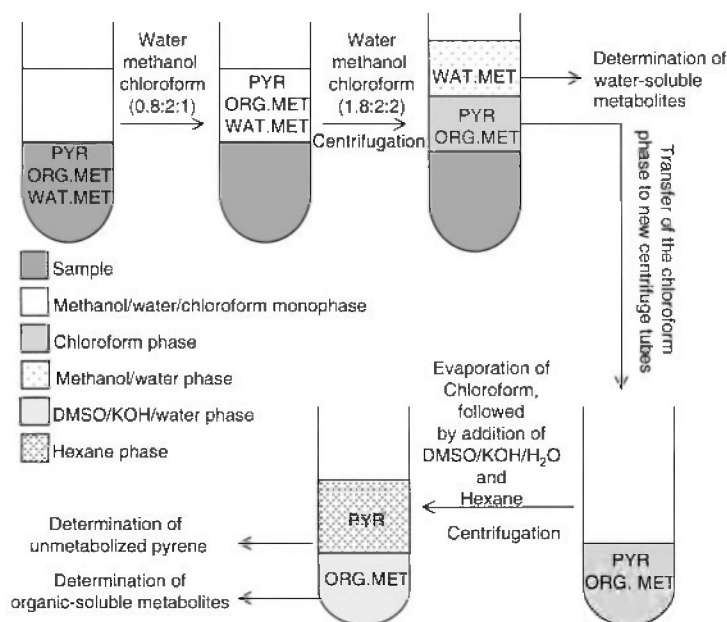 Water
methanol
chloroform
(0.8:2:1)
Water
methanol
chloroform
(1.8:2:2)
Centrifugation
PYR
ORG.MET
WAT.MET
PYR
ORG.MET
WAT.MET
WAT.MET
PYR
ORG.MET
Determination of
water-soluble
metabolites
Transfer of the chloroform
phase to new centrifuge tubes
Sample
Methanol/water/chloroform monophase
Chloroform phase
Methanol/water phase
DMSO/KOH/water phase
Hexane phase
Evaporation of
Chloroform,
followed
by addition of
DMSO/KOH/H₂O
and
Hexane
Centrifugation
PYR
ORG. MET
PYR
ORG.MET
Determination of
unmetabolized pyrene
Determination of
organic-soluble metabolites